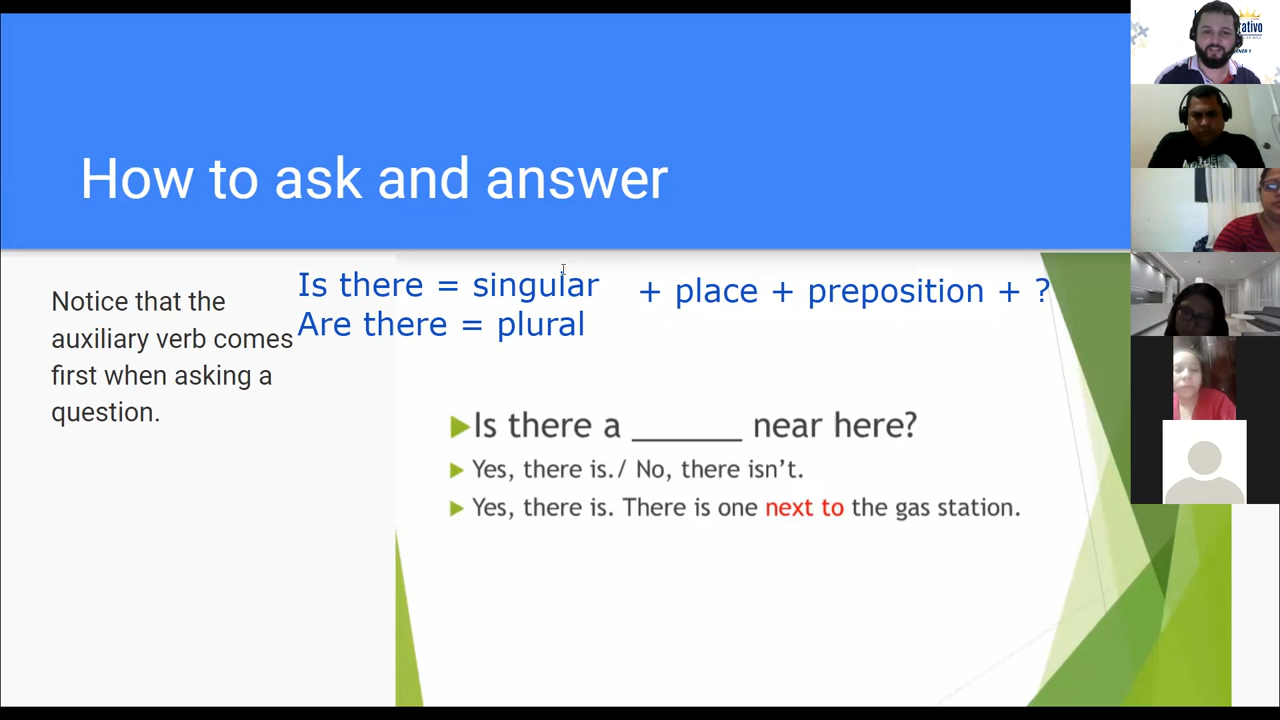 How to ask and answer
Notice that the
auxiliary verb comes
first when asking a
question.
Is there = singular
Are there = plural
+ place + preposition + ?
Is there a ______ near here?
Yes, there is./ No, there isn't.
Yes, there is. There is one next to the gas station.